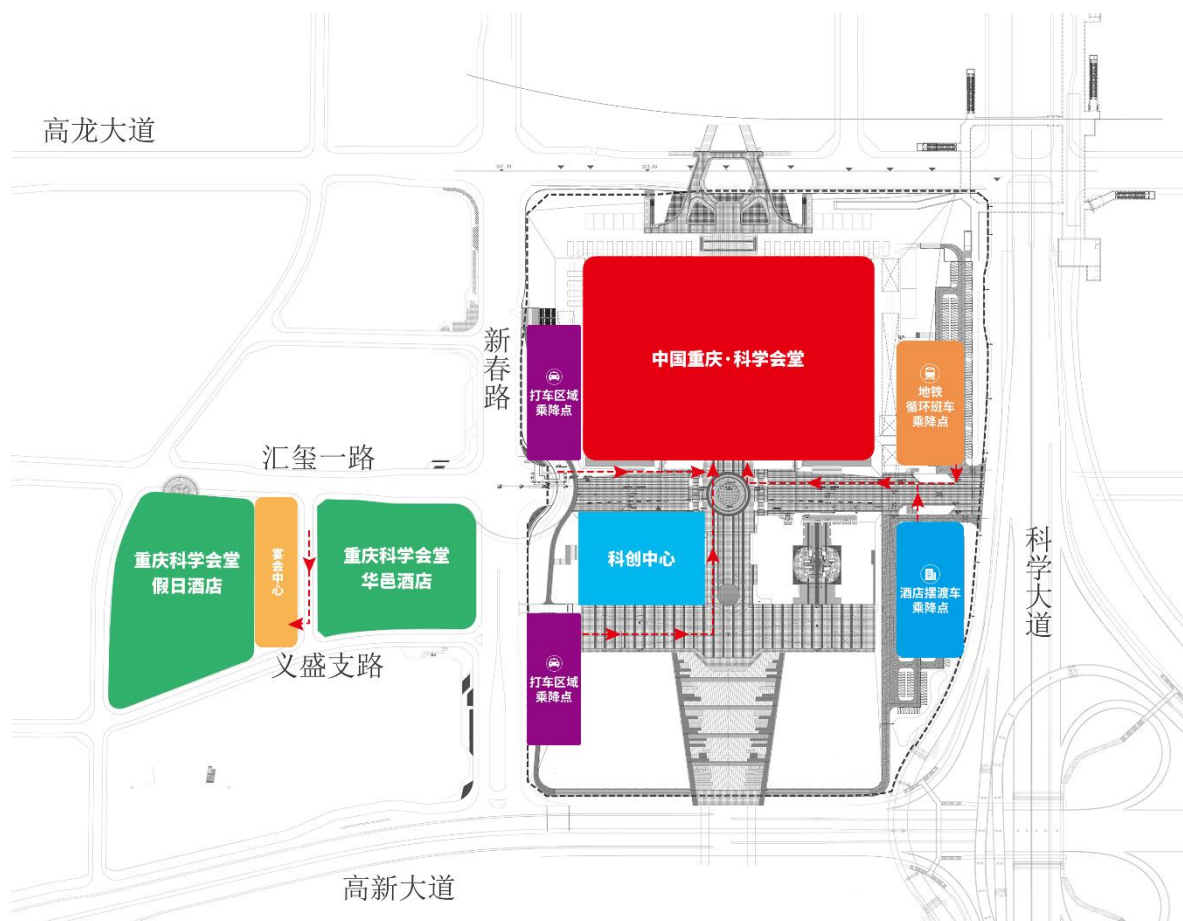 高龙大道
新春路
中国重庆·科学会堂
打车区域
乘降点
地铁
循环班车
乘降点
汇玺一路
重庆科学会堂
假日酒店
宴会中心
重庆科学会堂
华邑酒店
科创中心
酒店摆渡车
乘降点
科学大道
义盛支路
打车区域
乘降点
高新大道